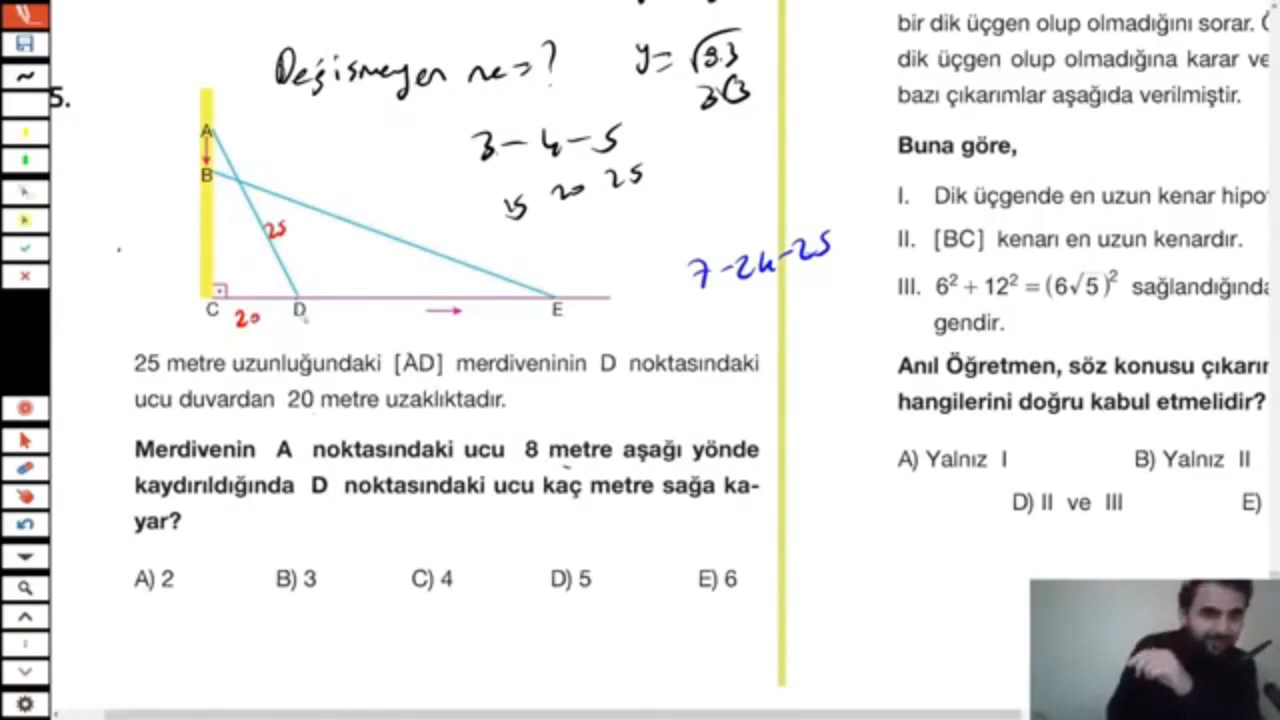 Değişmeyen ne?
y = √9.3
3√3
5.
3-4-5
15 20 25
7-24-25
A
B
25
C
D
E
20
25 metre uzunluğundaki [AD] merdiveninin D noktasındaki
ucu duvardan 20 metre uzaklıktadır.
Merdivenin A noktasındaki ucu 8 metre aşağı yönde
kaydırıldığında D noktasındaki ucu kaç metre sağa ka-
yar?
A) 2 B) 3 C) 4 D) 5 E) 6
bir dik üçgen olup olmadığını sorar.
dik üçgen olup olmadığına karar ve
bazı çıkarımlar aşağıda verilmiştir.
Buna göre,
I. Dik üçgende en uzun kenar hipo
II. [BC] kenarı en uzun kenardır.
III. 6² + 12² = (6√5)² sağlandığında
gendir.
Anıl Öğretmen, söz konusu çıkarı
hangilerini doğru kabul etmelidir?
A) Yalnız I B) Yalnız II
D) II ve III E)